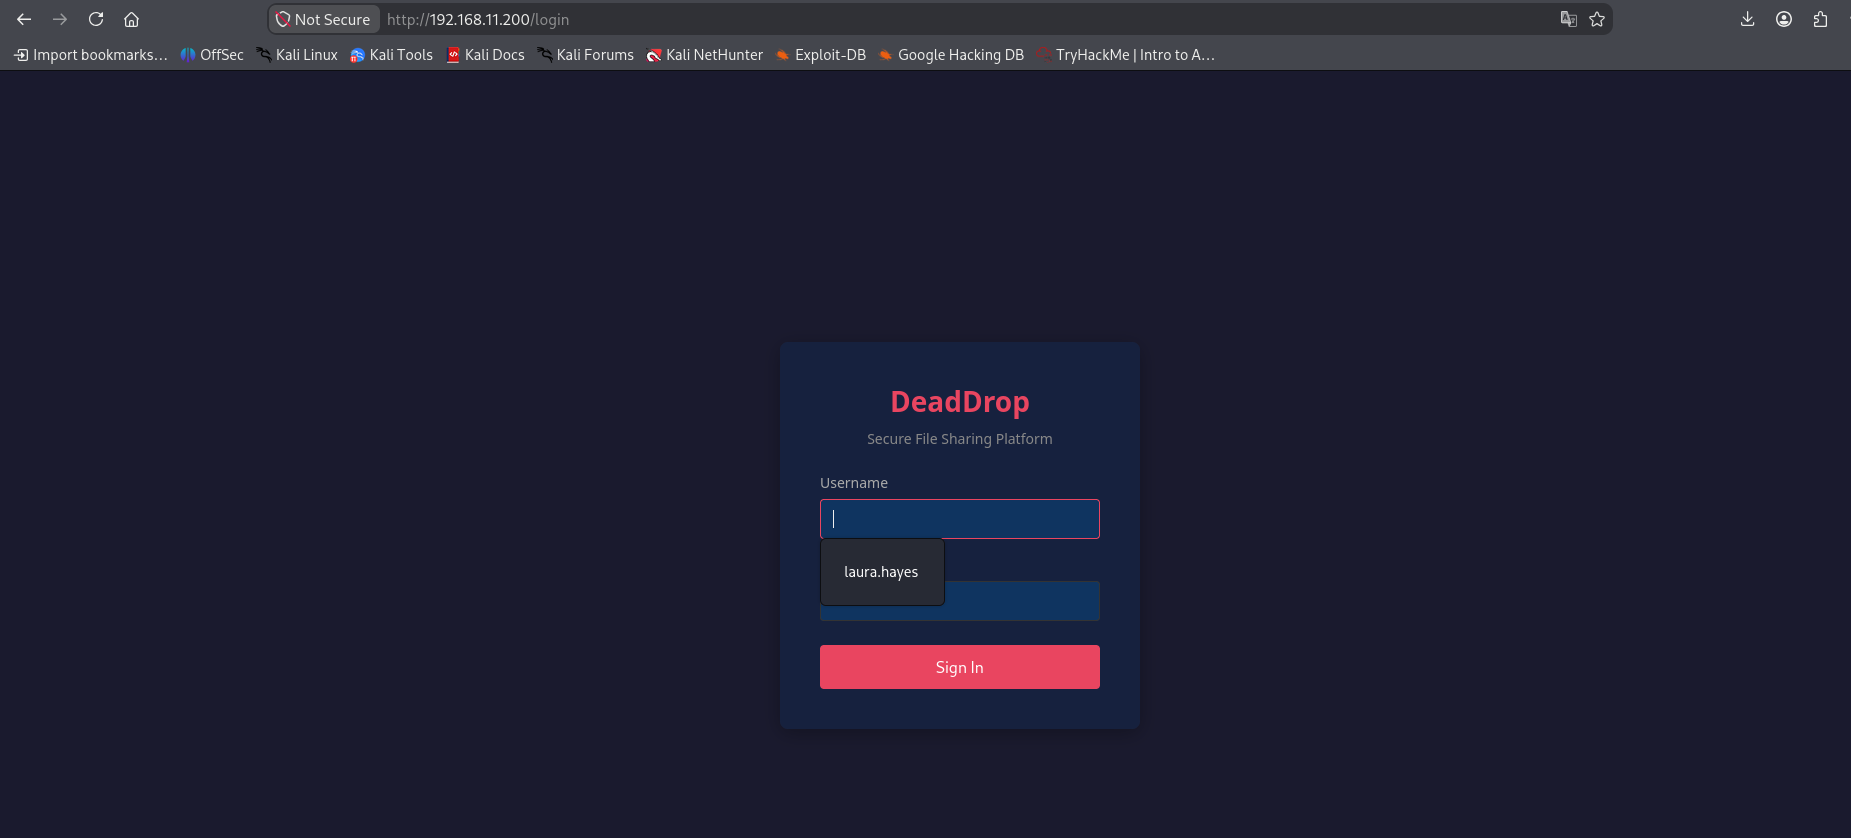 Not Secure http://192.168.11.200/login
Import bookmarks... OffSec Kali Linux Kali Tools Kali Docs Kali Forums Kali NetHunter Exploit-DB Google Hacking DB TryHackMe | Intro to A...
DeadDrop
Secure File Sharing Platform
Username
laura.hayes
Sign In